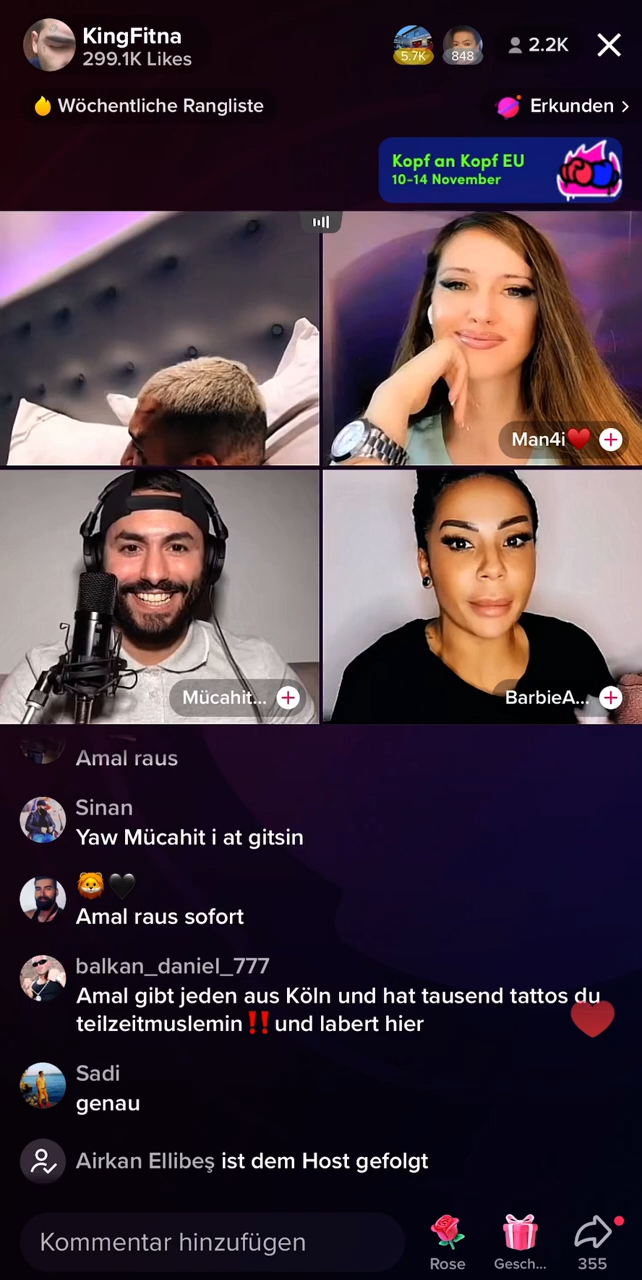 KingFitna
299.1K Likes
5.7K
848
2.2K
Wöchentliche Rangliste
Erkunden
Kopf an Kopf EU
10-14 November
Man4i❤️
Mücahit...
BarbieA...
Amal raus
Sinan
Yaw Mücahit i at gitsin
🦁🖤
Amal raus sofort
balkan_daniel_777
Amal gibt jeden aus Köln und hat tausend tattos du
teilzeitmuslemin‼️und labert hier
Sadi
genau
Airkan Ellibeş ist dem Host gefolgt
Kommentar hinzufügen
Rose
Gesch...
355